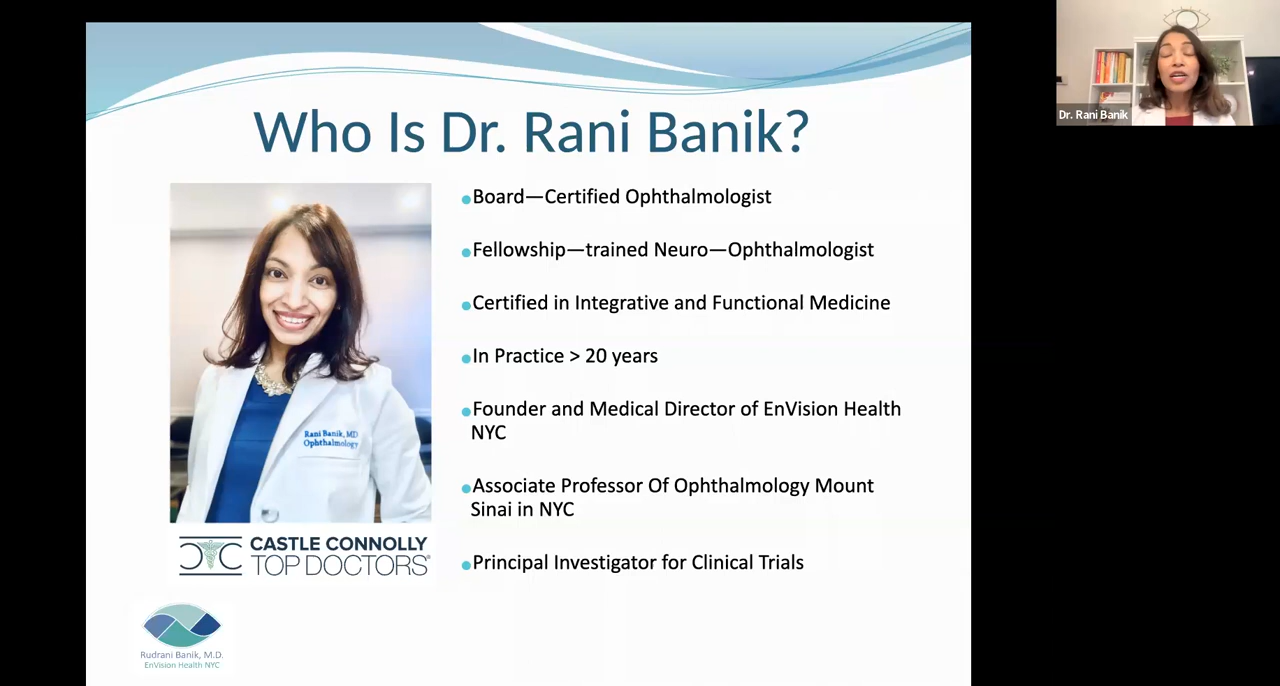 Who Is Dr. Rani Banik?
Board—Certified Ophthalmologist
Fellowship—trained Neuro—Ophthalmologist
Certified in Integrative and Functional Medicine
In Practice > 20 years
Founder and Medical Director of EnVision Health
NYC
Associate Professor Of Ophthalmology Mount
Sinai in NYC
Principal Investigator for Clinical Trials
Rani Banik, MD
Ophthalmology
CASTLE CONNOLLY
TOP DOCTORS®
Rudrani Banik, M.D.
EnVision Health NYC
Dr. Rani Banik